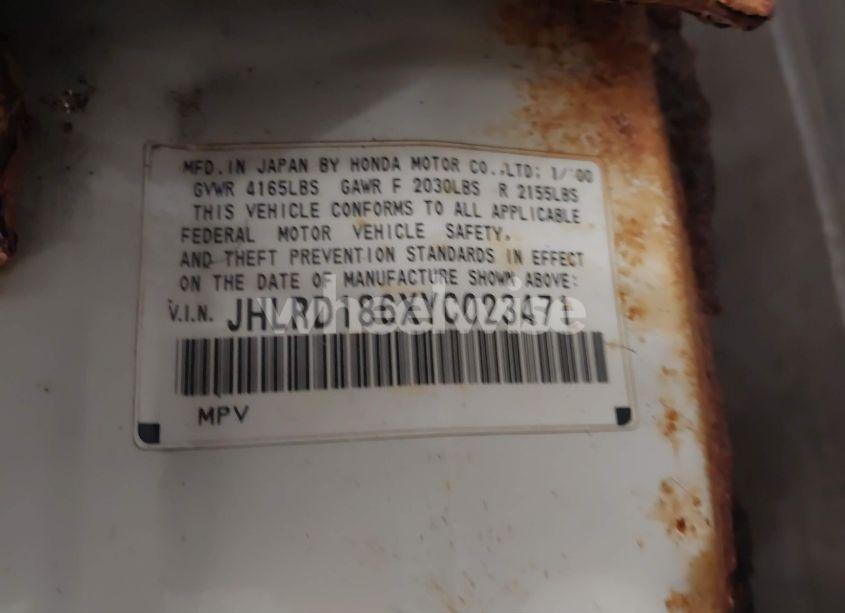 MFD. IN JAPAN BY HONDA MOTOR CO.,LTD: 1/'00
GVWR 4165LBS GAWR F 2030LBS R 2155LBS
THIS VEHICLE CONFORMS TO ALL APPLICABLE
FEDERAL MOTOR VEHICLE SAFETY,
AND THEFT PREVENTION STANDARDS IN EFFECT
ON THE DATE OF MANUFACTURE SHOWN ABOVE:
wheelwise
V.I.N. JHLRD186XYC023471
MPV